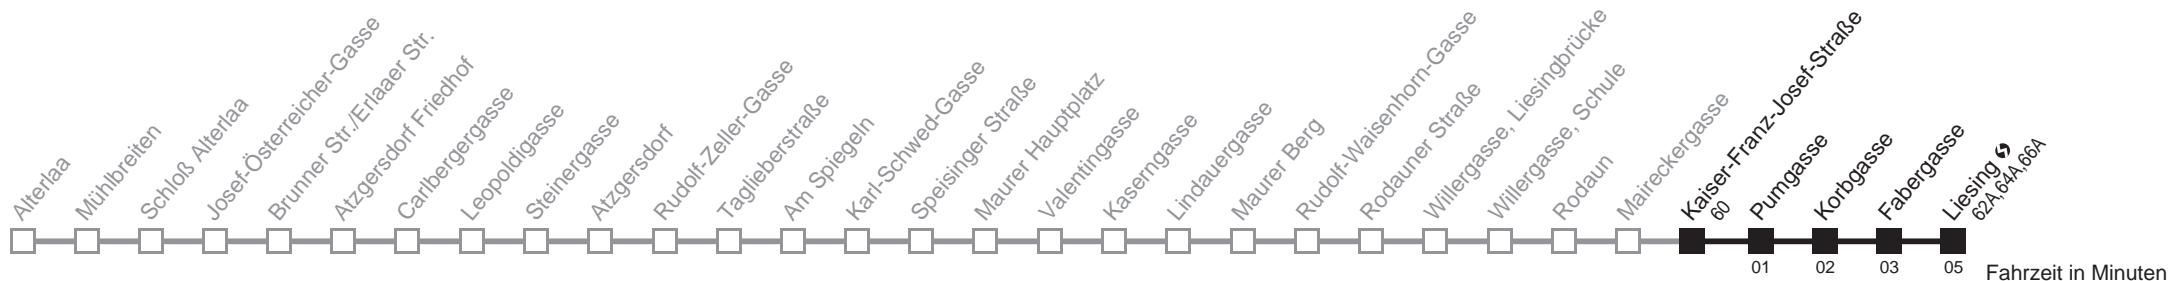 Alterlaa
Mühlbreiten
Schloß Alterlaa
Josef-Österreicher-Gasse
Brunner Str./Erlaaer Str.
Atzgersdorf Friedhof
Carlbergergasse
Leopoldigasse
Steinergasse
Atzgersdorf
Rudolf-Zeller-Gasse
Taglieberstraße
Am Spiegeln
Karl-Schwed-Gasse
Speisinger Straße
Maurer Hauptplatz
Valentingasse
Kaserngasse
Lindauergasse
Maurer Berg
Rudolf-Waisenhorn-Gasse
Rodauner Straße
Willergasse, Liesingbrücke
Willergasse, Schule
Rodaun
Maireckergasse
Kaiser-Franz-Josef-Straße
60
Pumgasse
Korbgasse
Fabergasse
Liesing
62A,64A,66A
01
02
03
05
Fahrzeit in Minuten